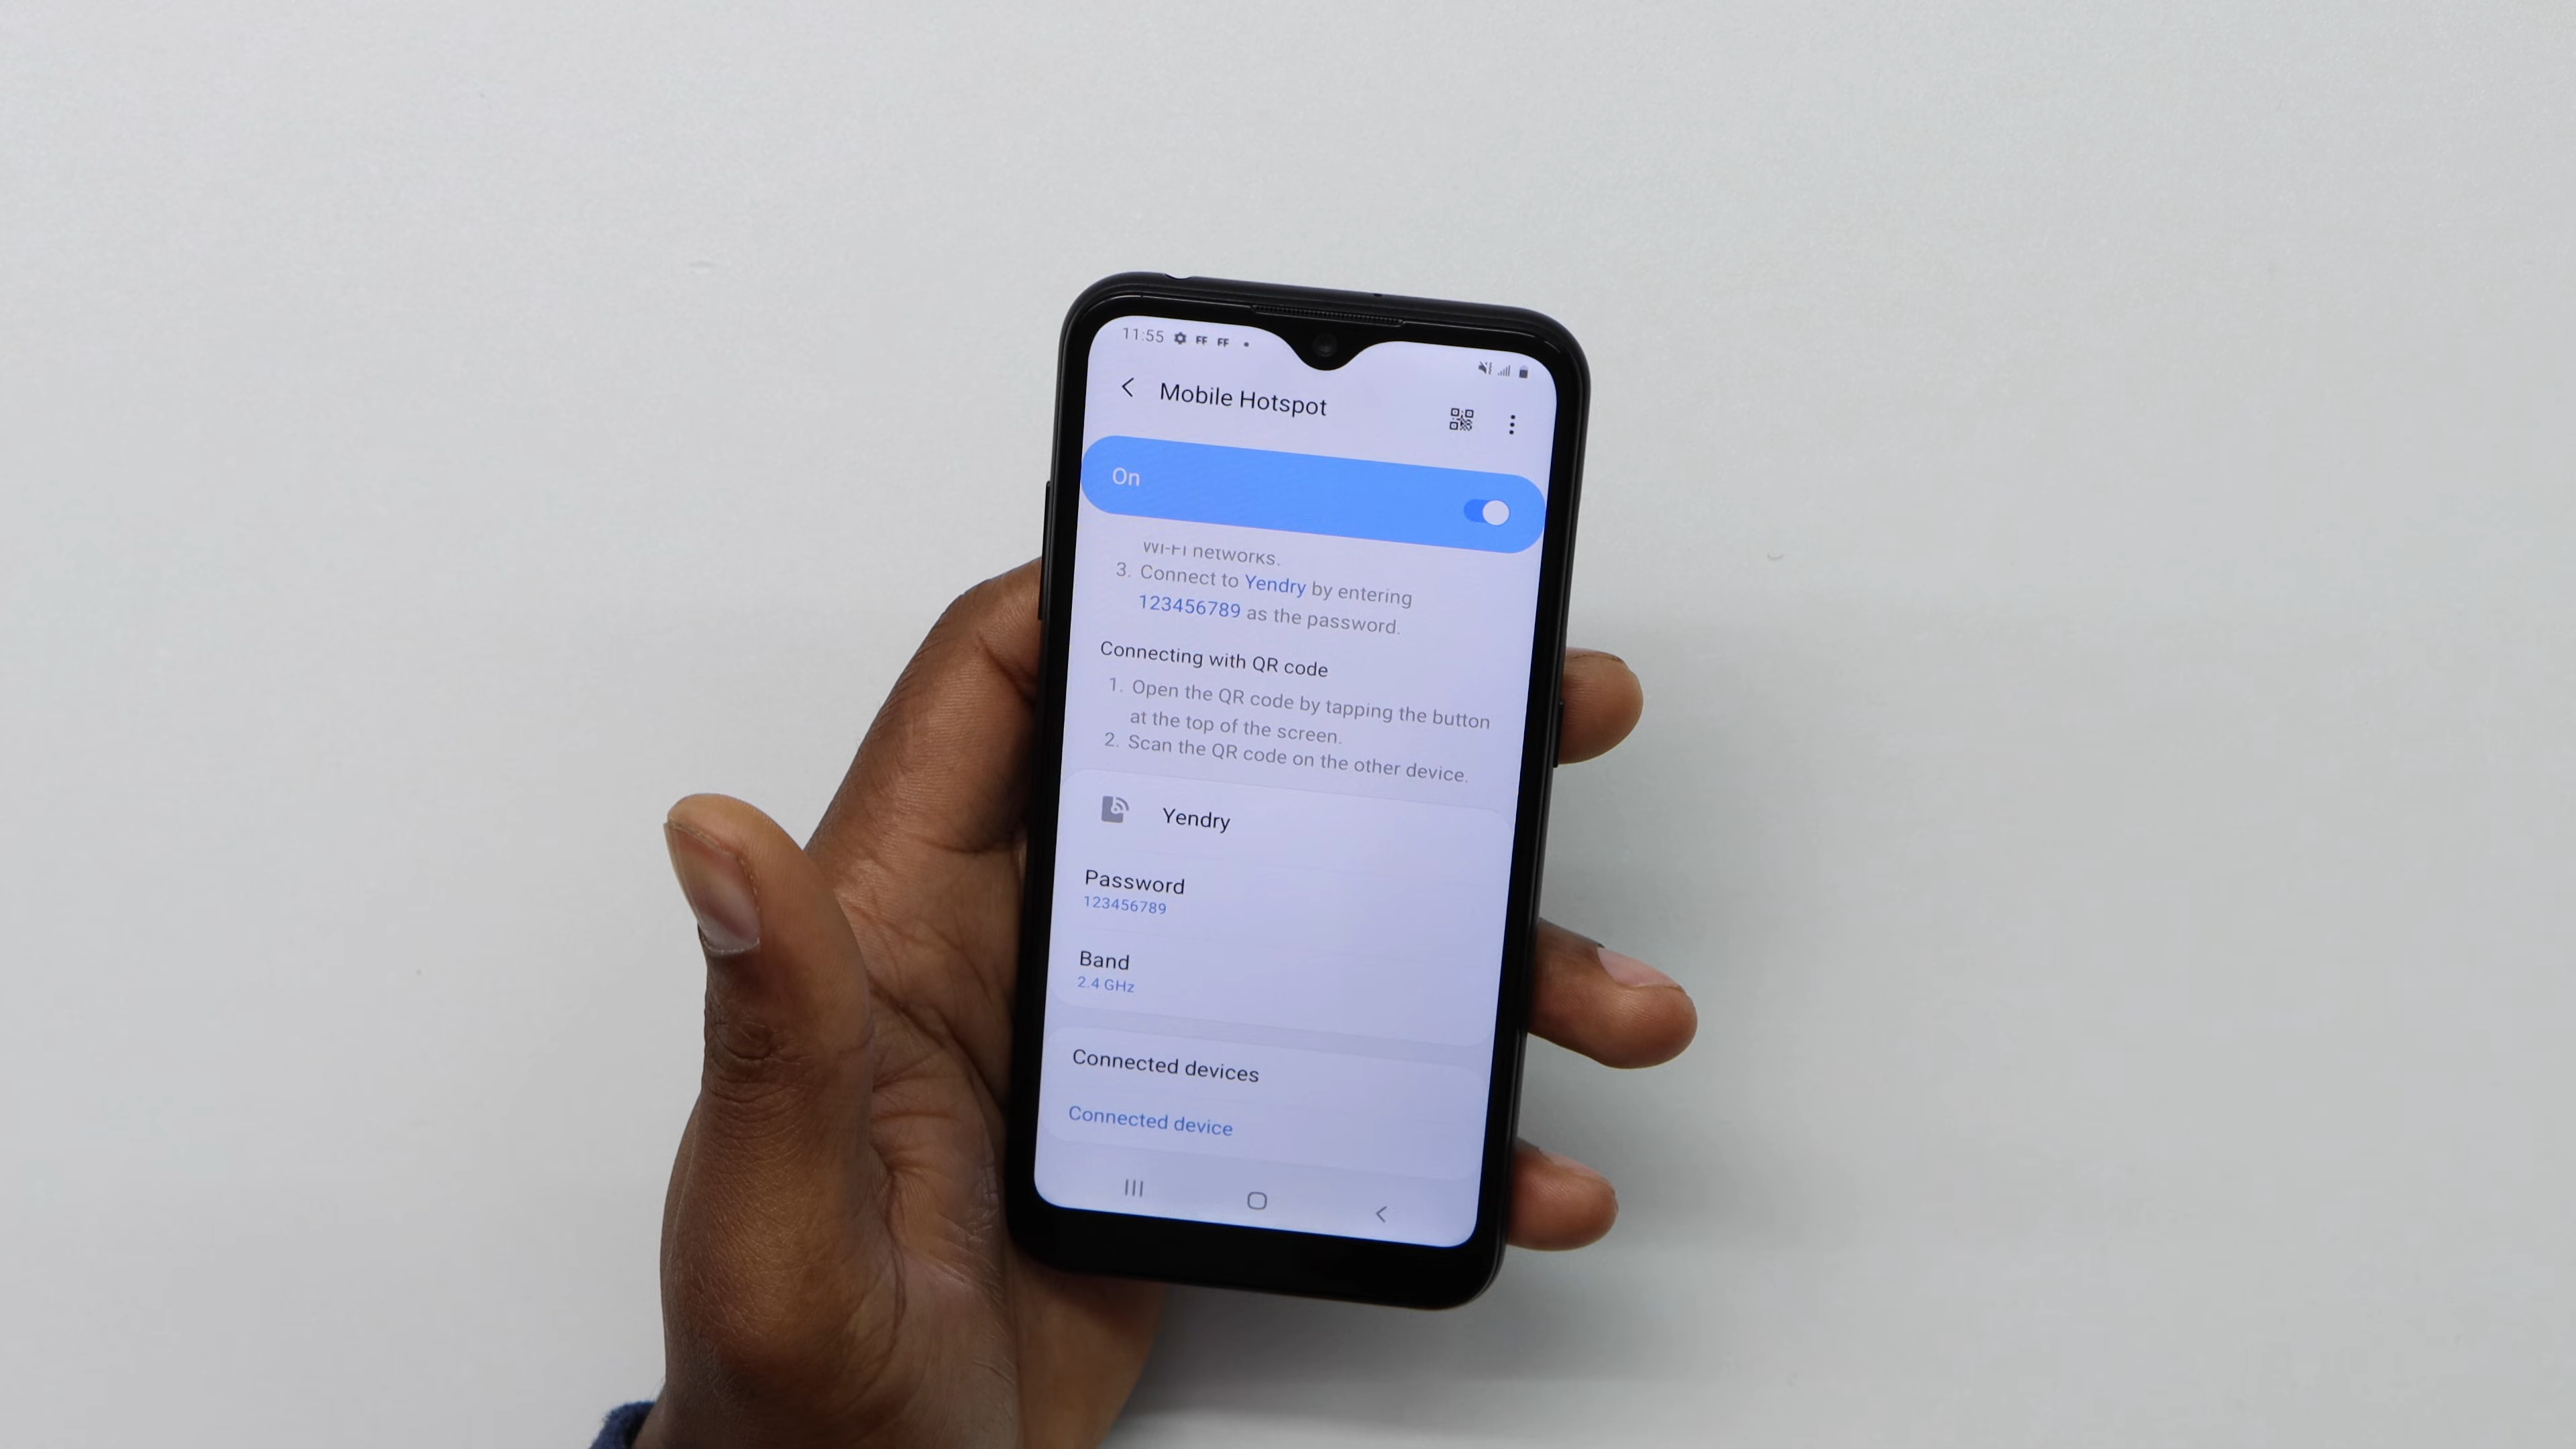 11:55 FF FF
Mobile Hotspot
On
Wi-Fi networks.
3. Connect to Yendry by entering
123456789 as the password.
Connecting with QR code
1. Open the QR code by tapping the button
at the top of the screen.
2. Scan the QR code on the other device.
Yendry
Password
123456789
Band
2.4 GHz
Connected devices
Connected device